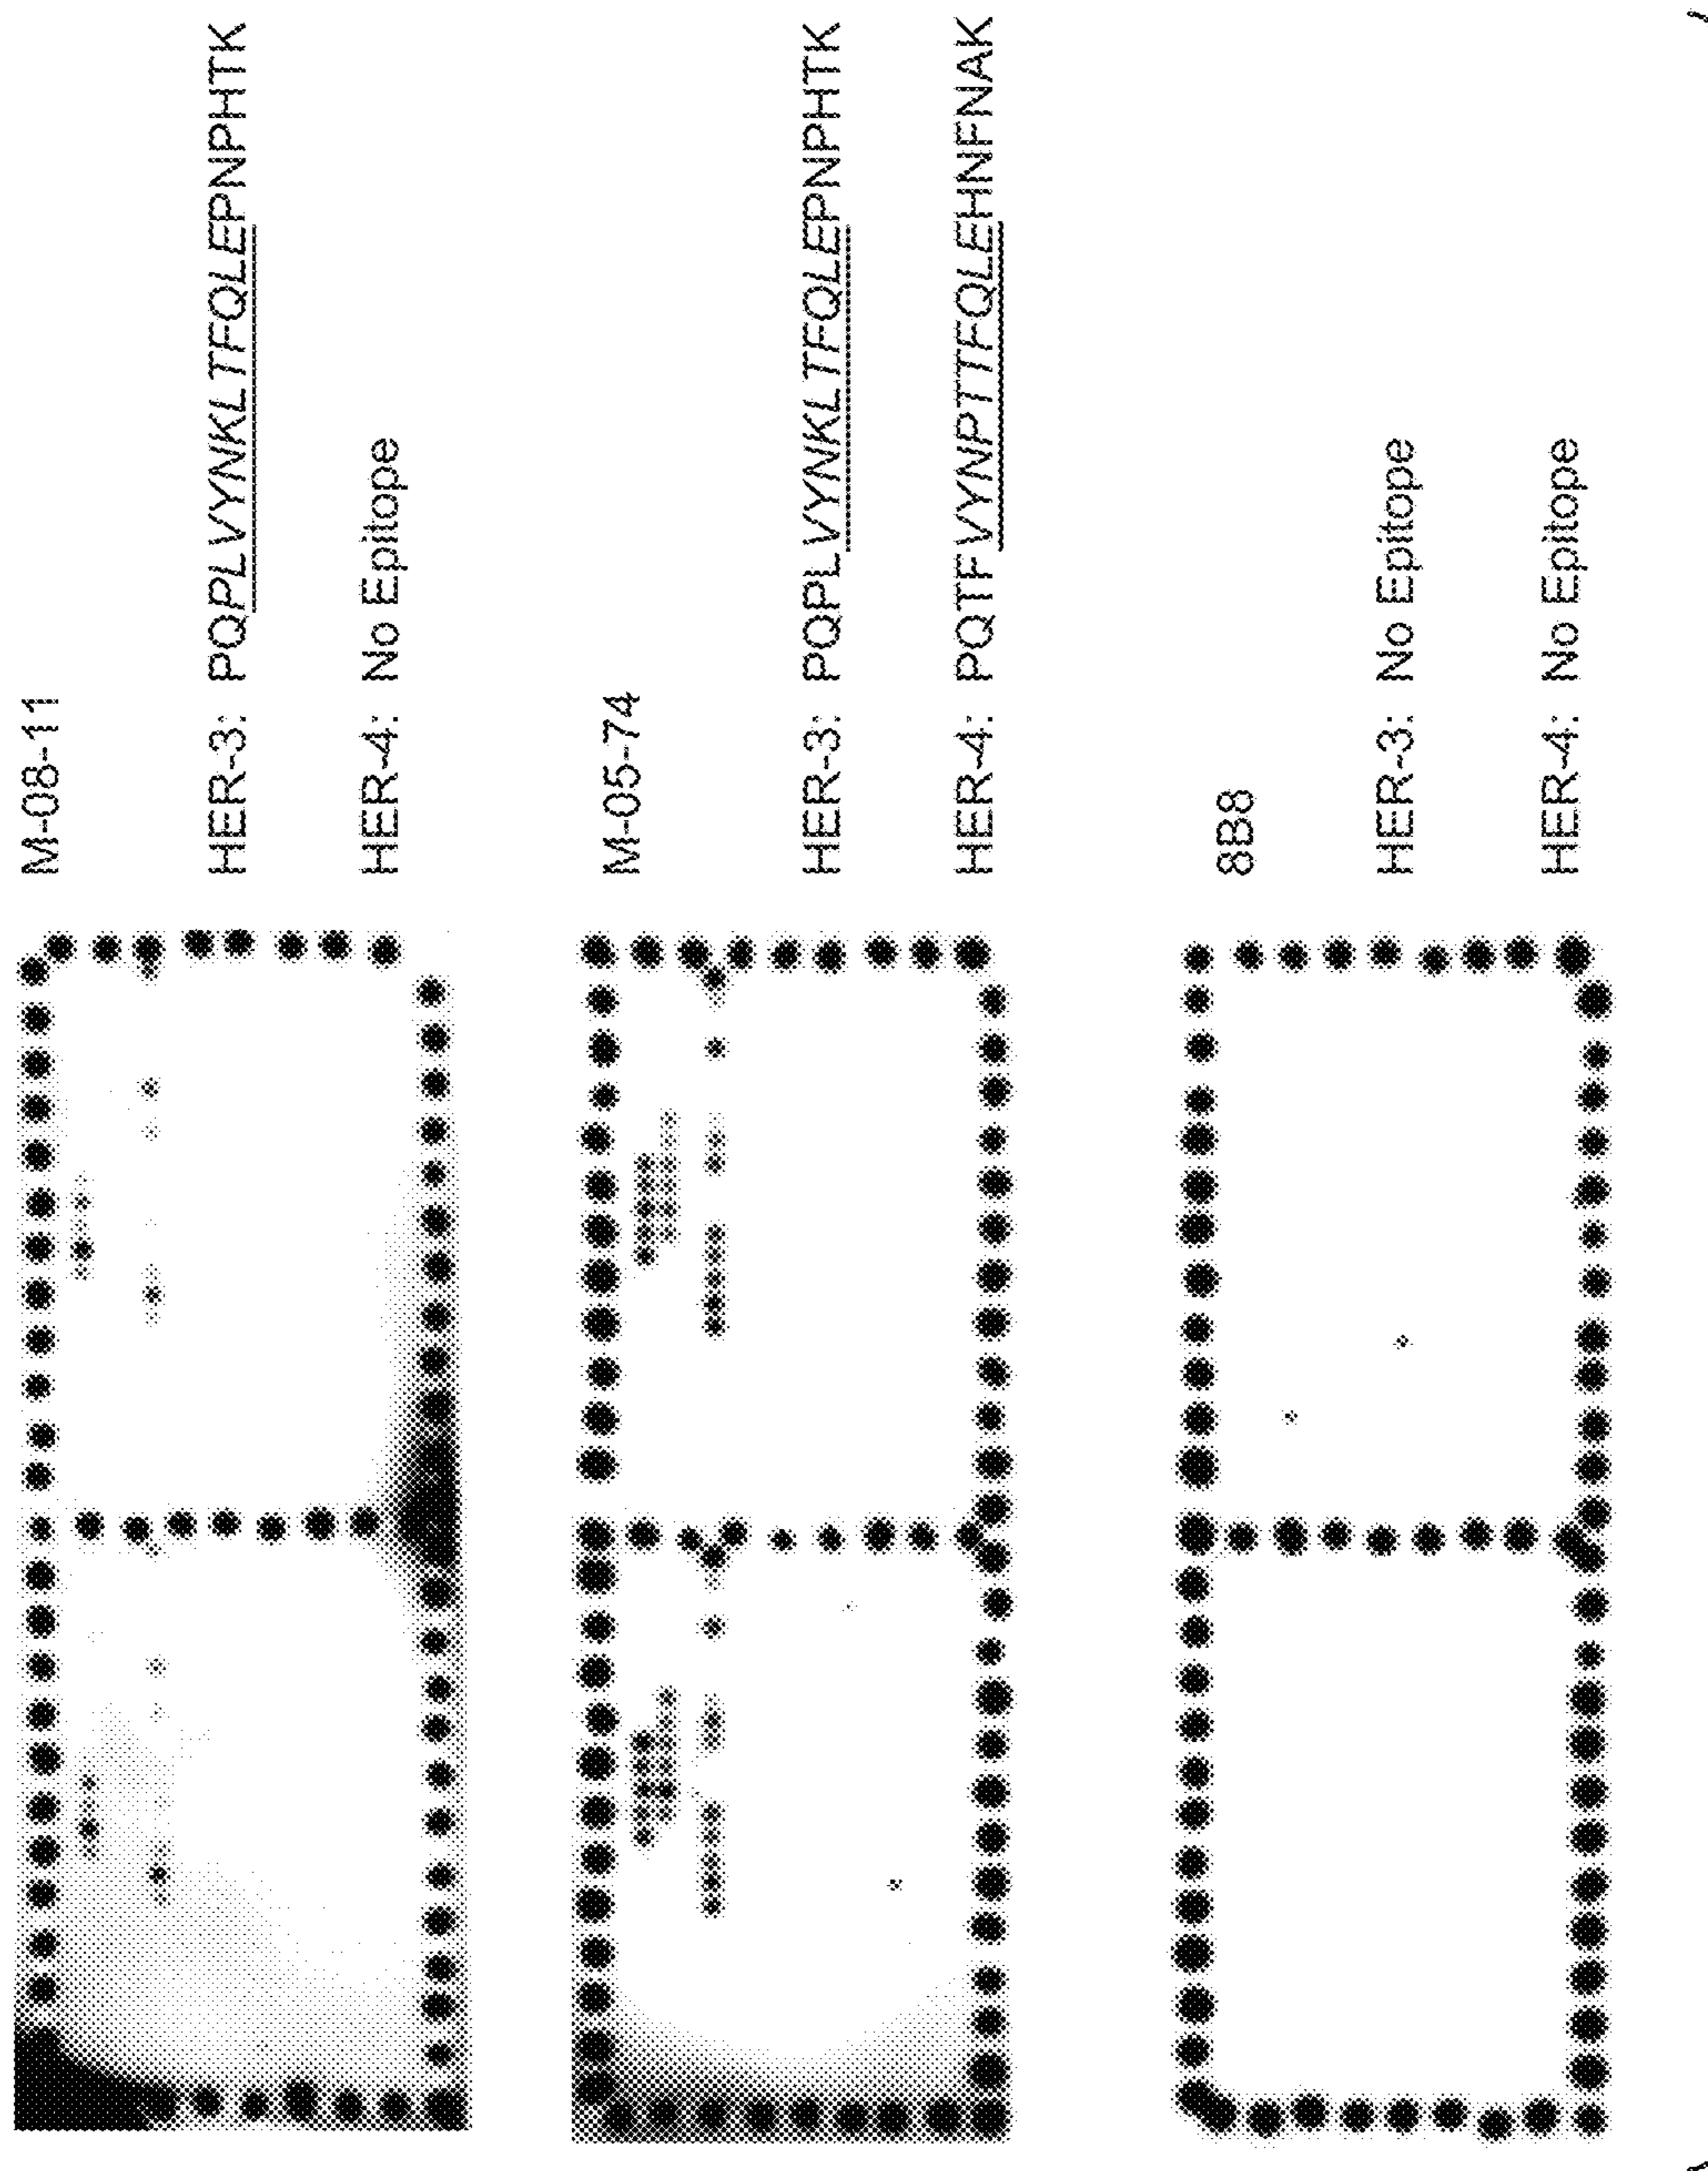 M-08-11
HER-3: PQPLVYNKLTFQLEPNPHTK
HER-4: No Epitope
M-05-74
HER-3: PQPLVYNKLTFQLEPNPHTK
HER-4: PQTFVYNPTTFQLEHNFNAK
8B8
HER-3: No Epitope
HER-4: No Epitope